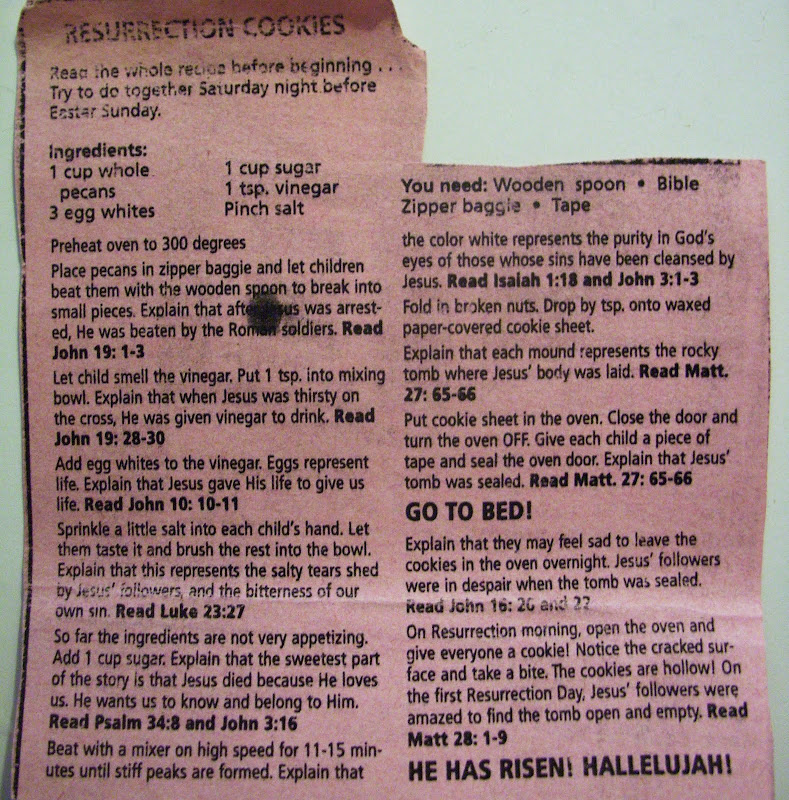 RESURRECTION COOKIES
Read the whole recipe before beginning . . .
Try to do together Saturday night before
Easter Sunday.
Ingredients:
1 cup whole
pecans
3 egg whites
1 cup sugar
1 tsp. vinegar
Pinch salt
Preheat oven to 300 degrees
Place pecans in zipper baggie and let children
beat them with the wooden spoon to break into
small pieces. Explain that after Jesus was arrest-
ed, He was beaten by the Roman soldiers. Read
John 19: 1-3
Let child smell the vinegar. Put 1 tsp. into mixing
bowl. Explain that when Jesus was thirsty on
the cross, He was given vinegar to drink. Read
John 19: 28-30
Add egg whites to the vinegar. Eggs represent
life. Explain that Jesus gave His life to give us
life. Read John 10: 10-11
Sprinkle a little salt into each child's hand. Let
them taste it and brush the rest into the bowl.
Explain that this represents the salty tears shed
by Jesus' followers, and the bitterness of our
own sin. Read Luke 23:27
So far the ingredients are not very appetizing.
Add 1 cup sugar. Explain that the sweetest part
of the story is that Jesus died because He loves
us. He wants us to know and belong to Him.
Read Psalm 34:8 and John 3:16
Beat with a mixer on high speed for 11-15 min-
utes until stiff peaks are formed. Explain that
You need: Wooden spoon • Bible
Zipper baggie • Tape
the color white represents the purity in God's
eyes of those whose sins have been cleansed by
Jesus. Read Isaiah 1:18 and John 3:1-3
Fold in broken nuts. Drop by tsp. onto waxed
paper-covered cookie sheet.
Explain that each mound represents the rocky
tomb where Jesus' body was laid. Read Matt.
27: 65-66
Put cookie sheet in the oven. Close the door and
turn the oven OFF. Give each child a piece of
tape and seal the oven door. Explain that Jesus'
tomb was sealed. Read Matt. 27: 65-66
GO TO BED!
Explain that they may feel sad to leave the
cookies in the oven overnight. Jesus' followers
were in despair when the tomb was sealed.
Read John 16: 20 and 22
On Resurrection morning, open the oven and
give everyone a cookie! Notice the cracked sur-
face and take a bite. The cookies are hollow! On
the first Resurrection Day, Jesus' followers were
amazed to find the tomb open and empty. Read
Matt 28: 1-9
HE HAS RISEN! HALLELUJAH!